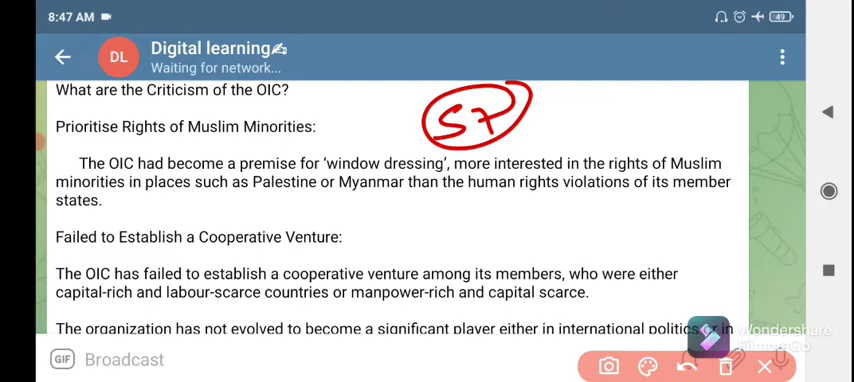 8:47 AM
49
DL
Digital learning✍
Waiting for network...
What are the Criticism of the OIC?
57
Prioritise Rights of Muslim Minorities:
The OIC had become a premise for ‘window dressing’, more interested in the rights of Muslim
minorities in places such as Palestine or Myanmar than the human rights violations of its member
states.
Failed to Establish a Cooperative Venture:
The OIC has failed to establish a cooperative venture among its members, who were either
capital-rich and labour-scarce countries or manpower-rich and capital scarce.
The organization has not evolved to become a significant player either in international politics or in
Wondershare
FilmoraGo
GIF
Broadcast